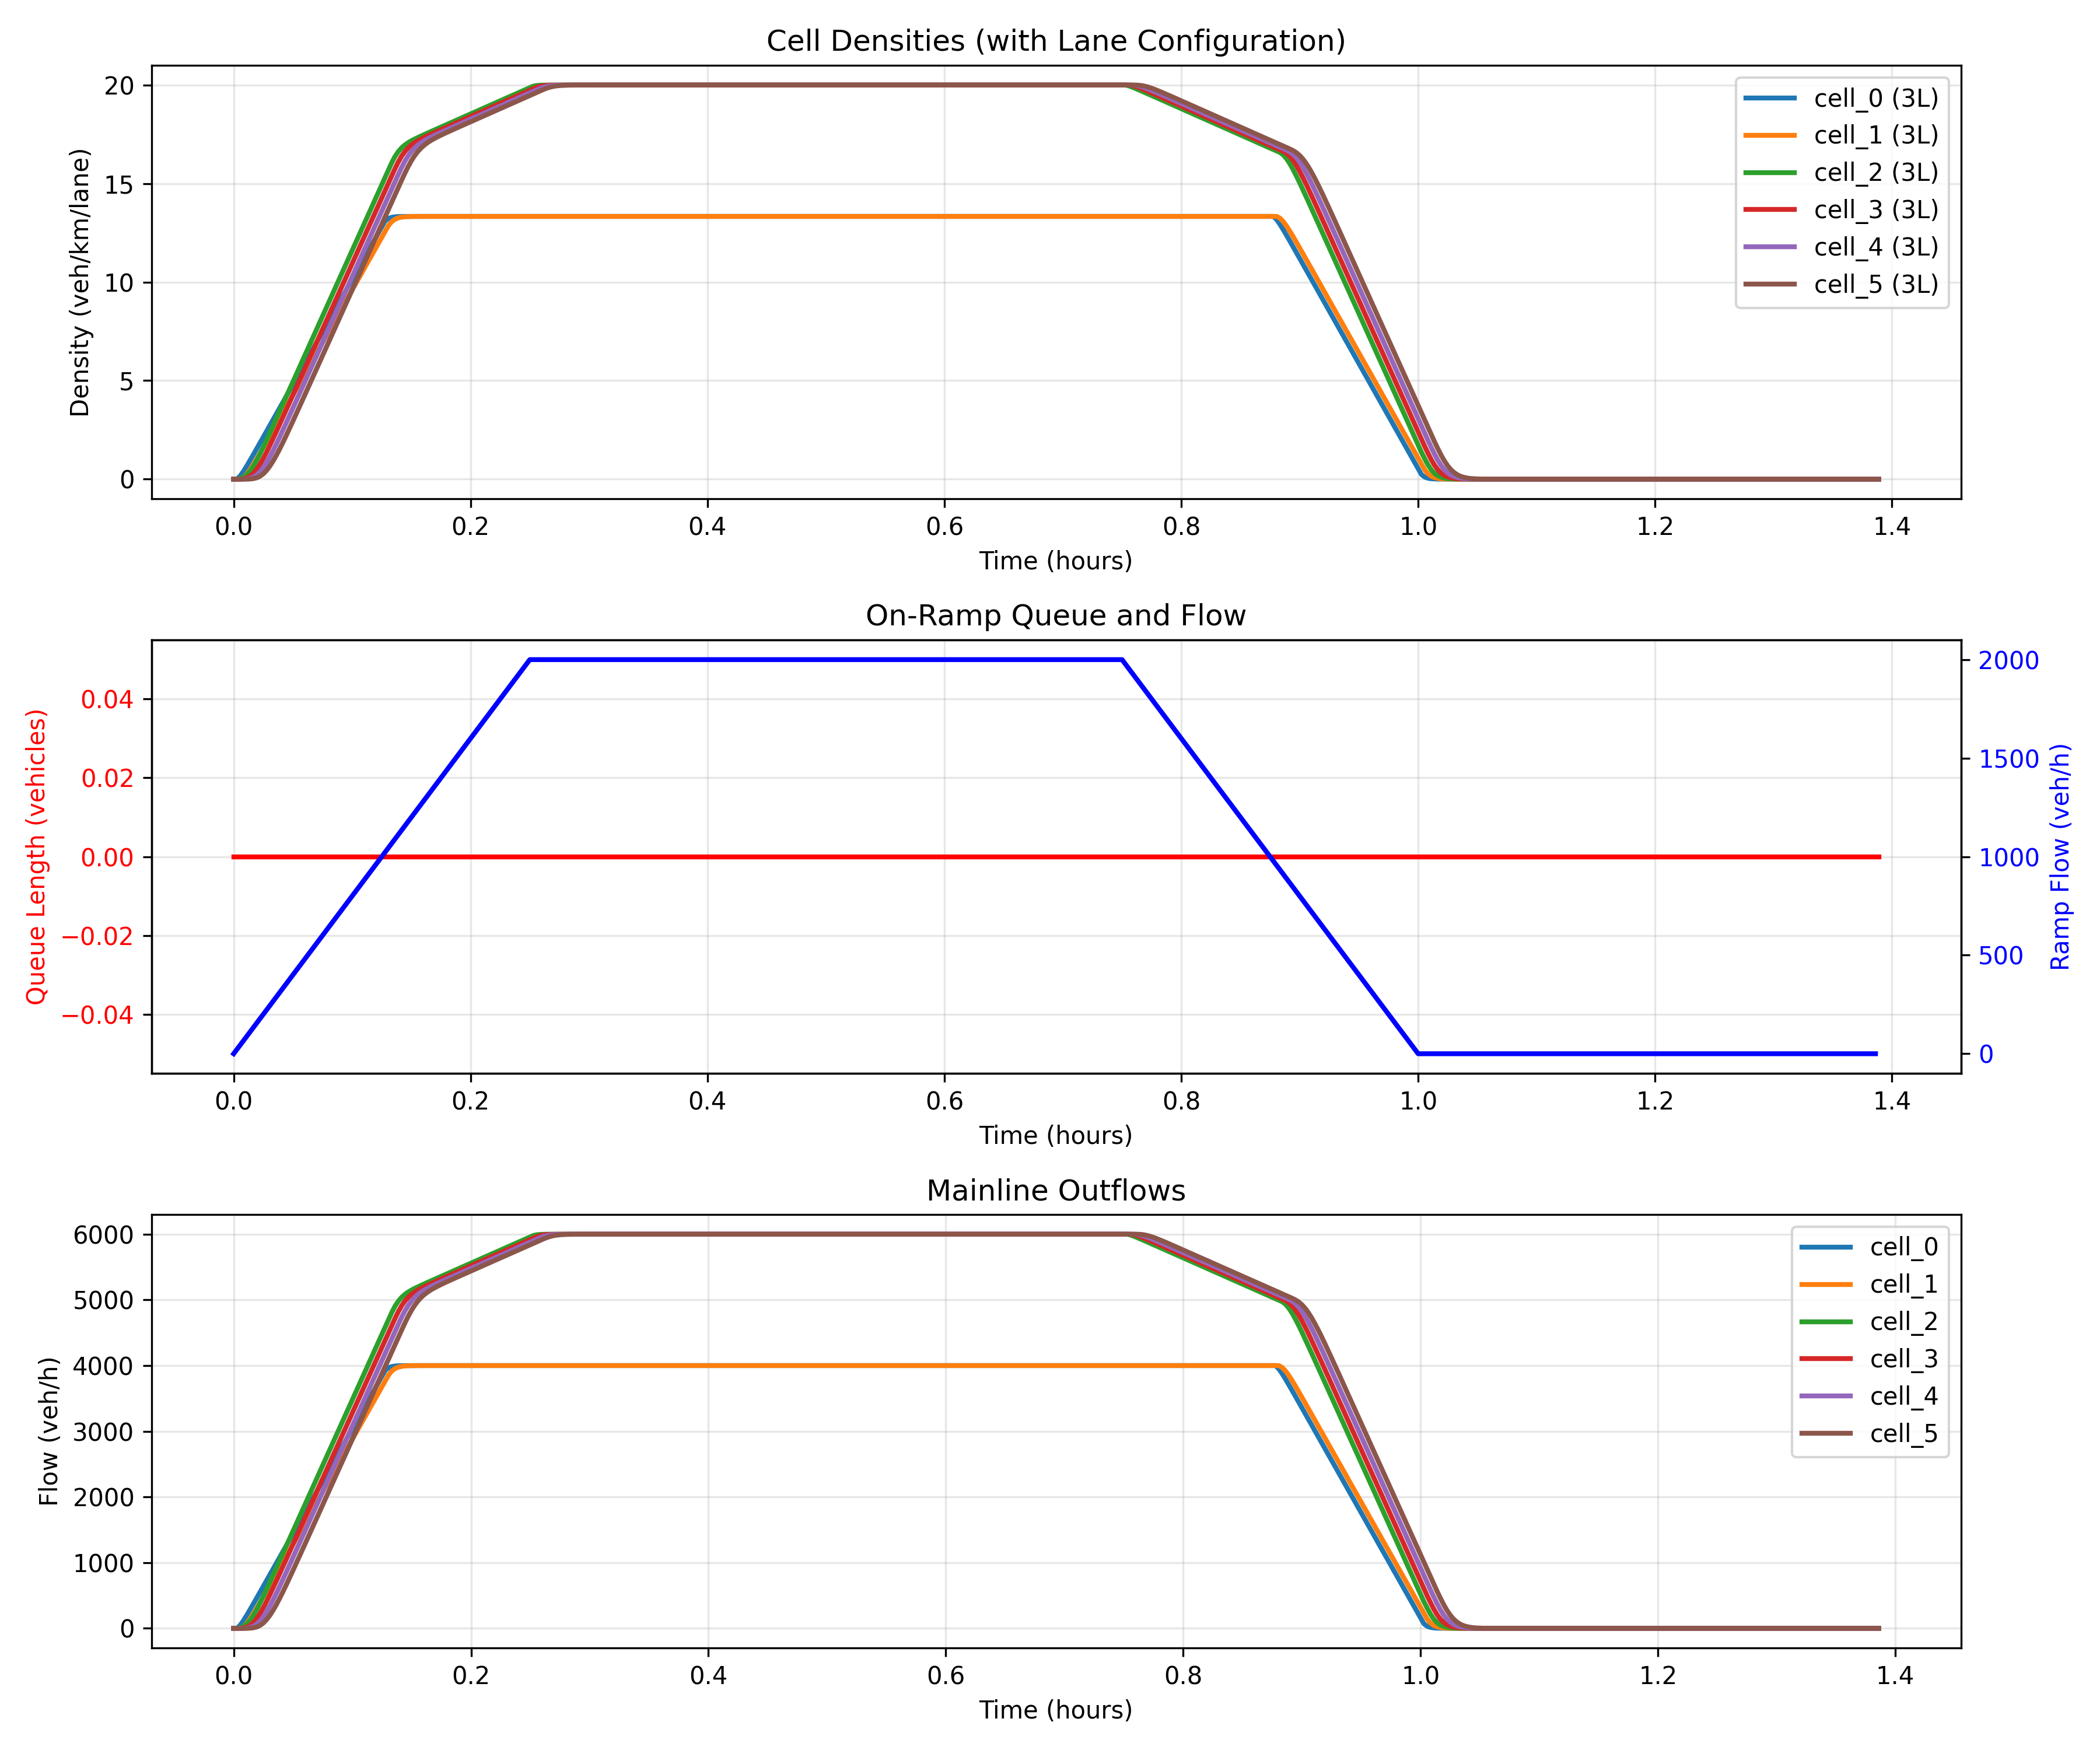 Cell Densities (with Lane Configuration)
Density (veh/km/lane)
20
15
10
5
0
cell_0 (3L)
cell_1 (3L)
cell_2 (3L)
cell_3 (3L)
cell_4 (3L)
cell_5 (3L)
0.0 0.2 0.4 0.6 0.8 1.0 1.2 1.4
Time (hours)
On-Ramp Queue and Flow
Queue Length (vehicles)
0.04
0.02
0.00
−0.02
−0.04
2000
1500
1000
500
0
Ramp Flow (veh/h)
0.0 0.2 0.4 0.6 0.8 1.0 1.2 1.4
Time (hours)
Mainline Outflows
Flow (veh/h)
6000
5000
4000
3000
2000
1000
0
cell_0
cell_1
cell_2
cell_3
cell_4
cell_5
0.0 0.2 0.4 0.6 0.8 1.0 1.2 1.4
Time (hours)